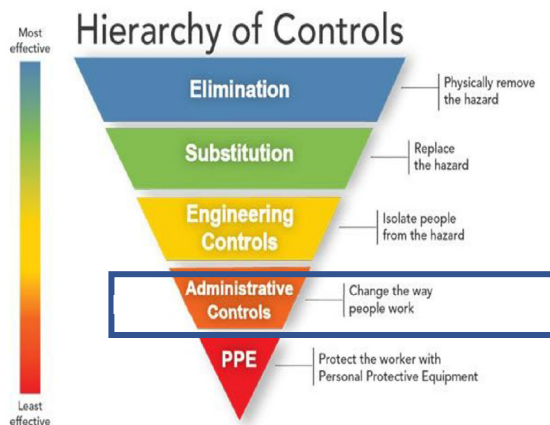 Hierarchy of Controls
Most
effective
Elimination
Physically remove
the hazard
Substitution
Replace
the hazard
Engineering
Controls
Isolate people
from the hazard
Administrative
Controls
Change the way
people work
PPE
Protect the worker with
Personal Protective Equipment
Least
effective